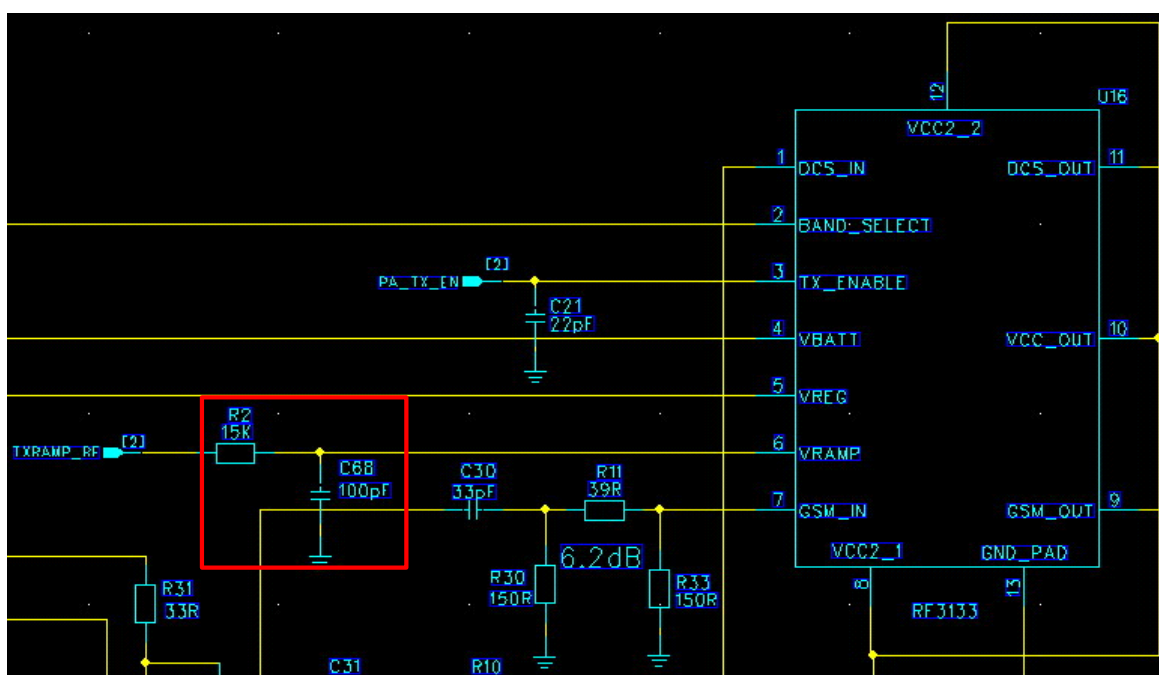 12
U16
VCC2_2
1
DCS_IN
DCS_OUT
11
2
BAND_SELECT
PA_TX_EN
[2]
3
TX_ENABLE
C21
22pF
4
VBATT
VCC_OUT
10
5
VREG
R2
15K
TXRAMP_RF
[2]
6
VRAMP
C68
100pF
C30
33pF
R11
39R
7
GSM_IN
GSM_OUT
9
6.2dB
VCC2_1
GND_PAD
R31
33R
R30
150R
R33
150R
8
13
RF3133
C31
R10